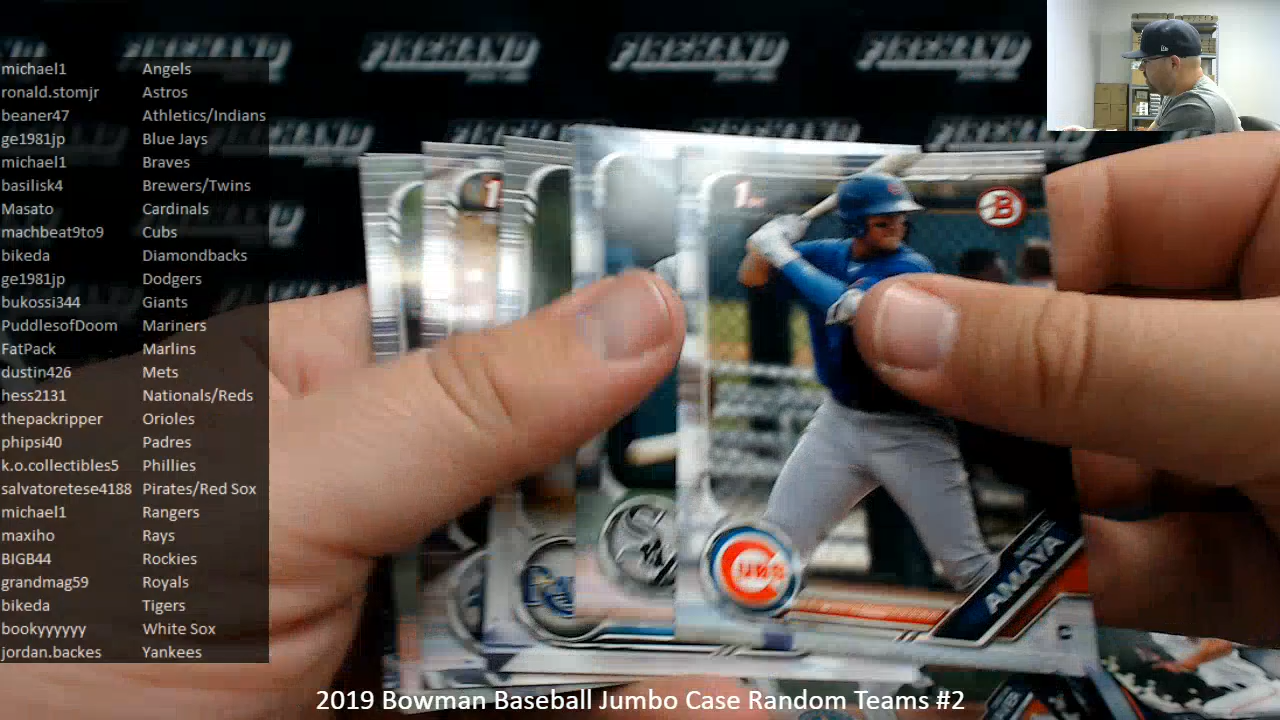 michael1 Angels
ronald.stomjr Astros
beaner47 Athletics/Indians
ge1981jp Blue Jays
michael1 Braves
basilisk4 Brewers/Twins
Masato Cardinals
machbeat9to9 Cubs
bikeda Diamondbacks
ge1981jp Dodgers
bukossi344 Giants
PuddlesofDoom Mariners
FatPack Marlins
dustin426 Mets
hess2131 Nationals/Reds
thepackripper Orioles
phipsi40 Padres
k.o.collectibles5 Phillies
salvatoretese4188 Pirates/Red Sox
michael1 Rangers
maxiho Rays
BIGB44 Rockies
grandmag59 Royals
bikeda Tigers
bookyyyyyy White Sox
jordan.backes Yankees
1
1
B
CUBS
AMAYA
C
2019 Bowman Baseball Jumbo Case Random Teams #2